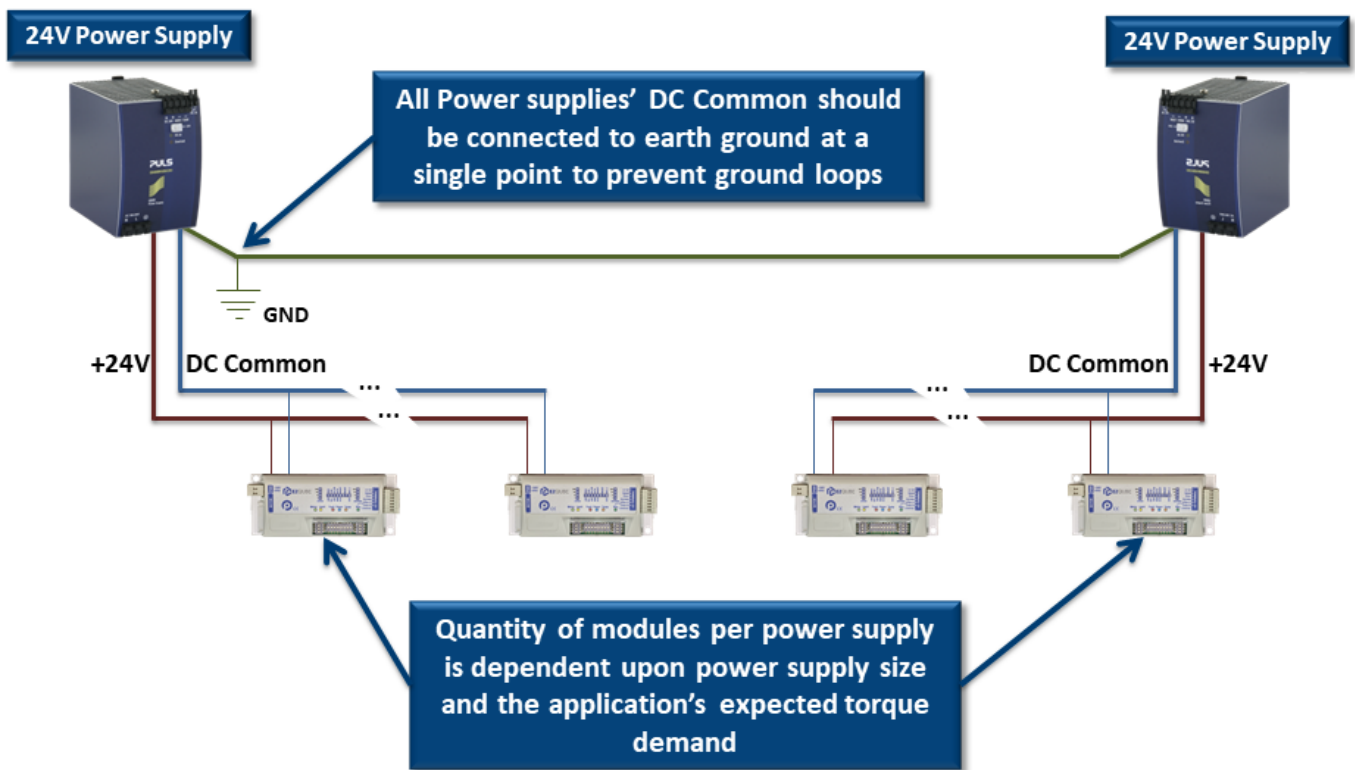 24V Power Supply
24V Power Supply
All Power supplies' DC Common should
be connected to earth ground at a
single point to prevent ground loops
PULS
PULS
GND
+24V
DC Common
DC Common
+24V
...
...
...
...
Quantity of modules per power supply
is dependent upon power supply size
and the application's expected torque
demand